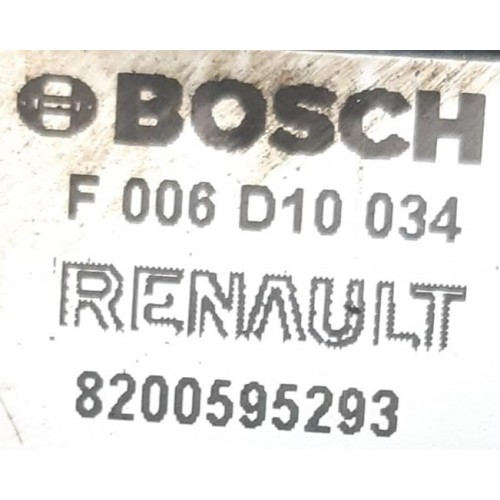 BOSCH
F 006 D10 034
RENAULT
8200595293